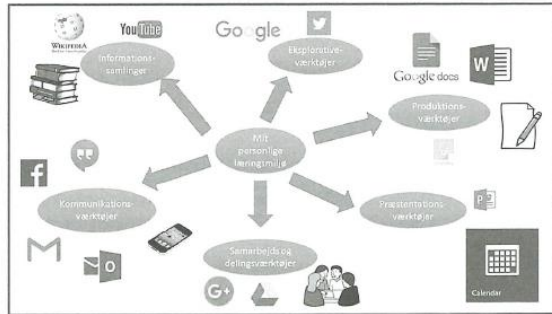 WIKIPEDIA
YouTube
Google
Informations-
samlinger
Eksplorative-
værktøjer
Google docs
W
Produktions-
værktøjer
Mit
personlige
læringsmiljø
f
Kommunikations-
værktøjer
Præstentations-
værktøjer
P
Samarbejds og
delingsværktøjer
M
O
G+
Calendar